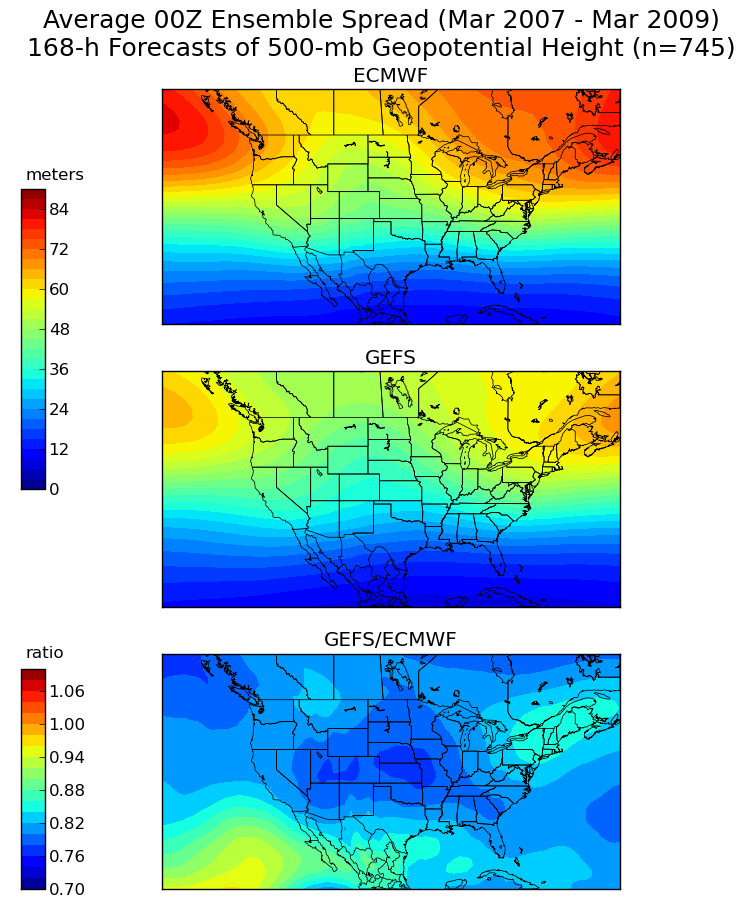 Average 00Z Ensemble Spread (Mar 2007 - Mar 2009)
168-h Forecasts of 500-mb Geopotential Height (n=745)
ECMWF
meters
84
72
60
48
36
24
12
0
GEFS
GEFS/ECMWF
ratio
1.06
1.00
0.94
0.88
0.82
0.76
0.70